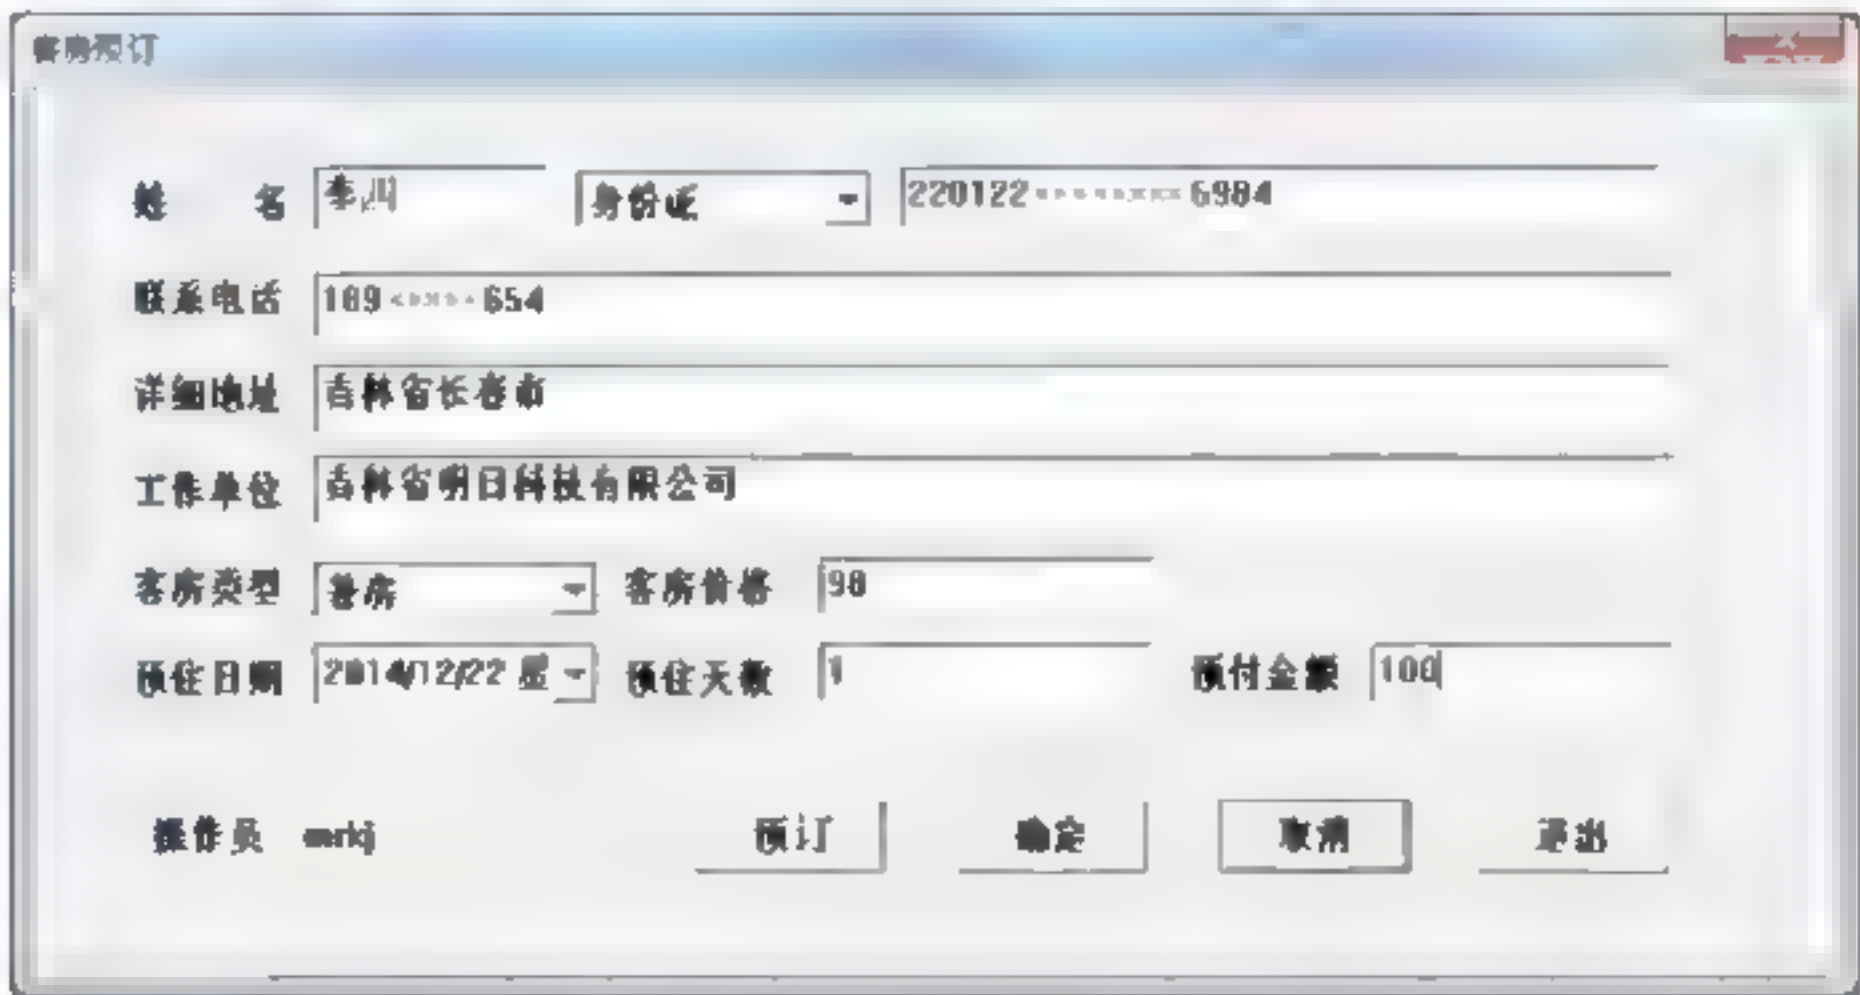 客房预订
姓 名 李川 身份证 220122********6984
联系电话 189*****654
详细地址 吉林省长春市
工作单位 吉林省明日科技有限公司
客房类型 客房价格 98
预住日期 2014/12/22 星 预住天数 1 预付金额 100
操作员 mrkj 预订 确定 取消 退出